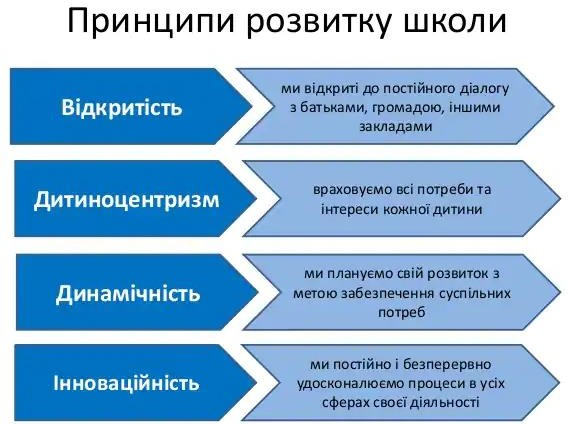 Принципи розвитку школи
Відкритість
ми відкриті до постійного діалогу
з батьками, громадою, іншими
закладами
Дитиноцентризм
враховуємо всі потреби та
інтереси кожної дитини
Динамічність
ми плануємо свій розвиток з
метою забезпечення суспільних
потреб
Інноваційність
ми постійно і безперервно
удосконалюємо процеси в усіх
сферах своєї діяльності